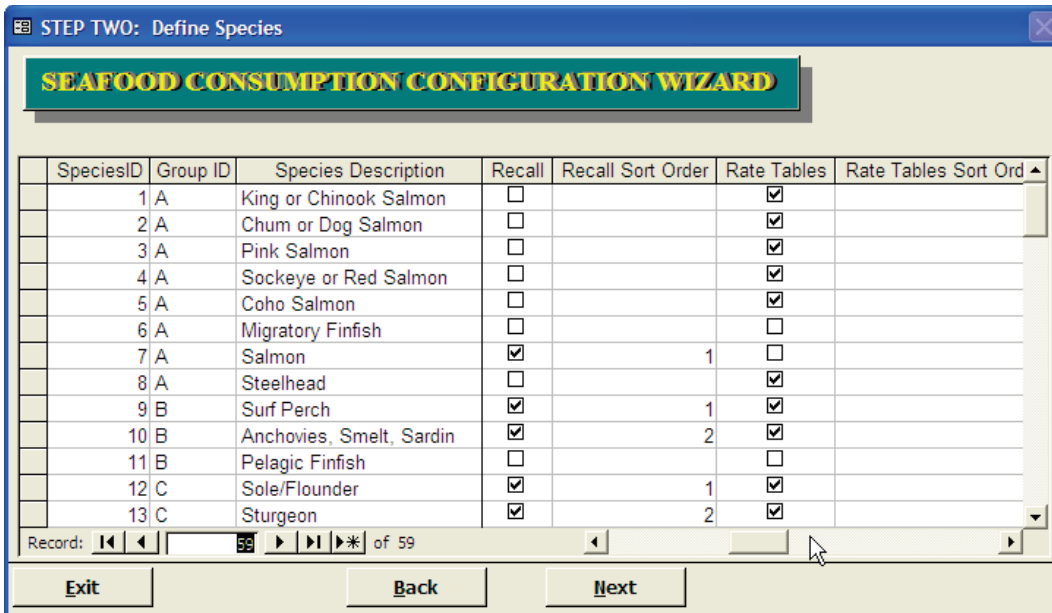 STEP TWO: Define Species
SEAFOOD CONSUMPTION CONFIGURATION WIZARD
SpeciesID Group ID Species Description Recall Recall Sort Order Rate Tables Rate Tables Sort Ord
1 A King or Chinook Salmon
2 A Chum or Dog Salmon
3 A Pink Salmon
4 A Sockeye or Red Salmon
5 A Coho Salmon
6 A Migratory Finfish
7 A Salmon 1
8 A Steelhead
9 B Surf Perch 1
10 B Anchovies, Smelt, Sardin 2
11 B Pelagic Finfish
12 C Sole/Flounder 1
13 C Sturgeon 2
Record: 59 of 59
Exit Back Next